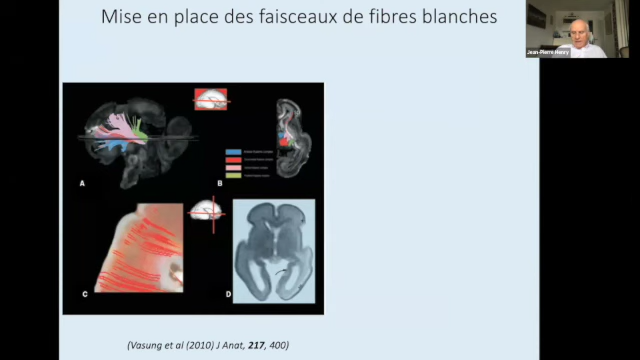 Mise en place des faisceaux de fibres blanches
Jean-Pierre Henry
A
B
C
D
(Vasung et al (2010) J Anat, 217, 400)